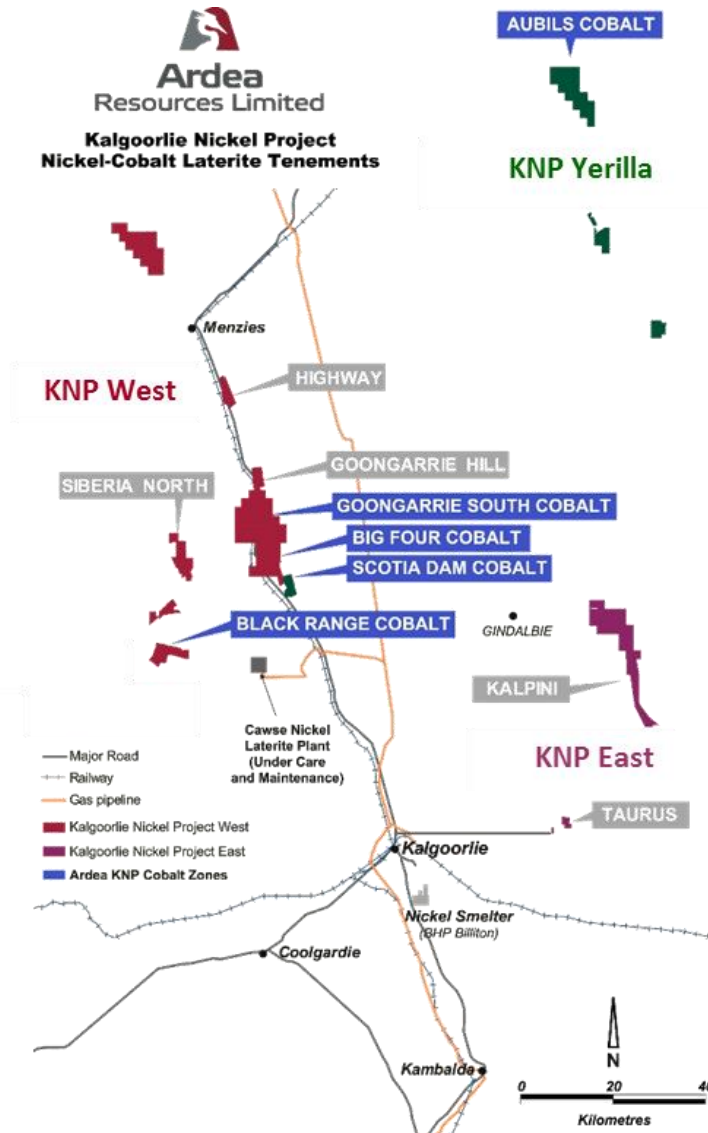 Ardea
Resources Limited
Kalgoorlie Nickel Project
Nickel-Cobalt Laterite Tenements
AUBILS COBALT
KNP Yerilla
Menzies
KNP West
HIGHWAY
GOONGARRIE HILL
SIBERIA NORTH
GOONGARRIE SOUTH COBALT
BIG FOUR COBALT
SCOTIA DAM COBALT
BLACK RANGE COBALT
GINDALBIE
KALPINI
Cawse Nickel
Laterite Plant
(Under Care
and Maintenance)
KNP East
Major Road
Railway
Gas pipeline
Kalgoorlie Nickel Project West
Kalgoorlie Nickel Project East
Ardea KNP Cobalt Zones
TAURUS
Kalgoorlie
Nickel Smelter
(BHP Billiton)
Coolgardie
Kambalda
N
0 20 40
Kilometres